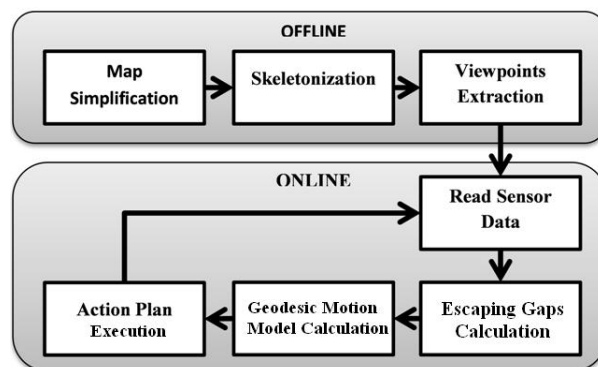 OFFLINE
Map
Simplification
Skeletonization
Viewpoints
Extraction
ONLINE
Read Sensor
Data
Action Plan
Execution
Geodesic Motion
Model Calculation
Escaping Gaps
Calculation